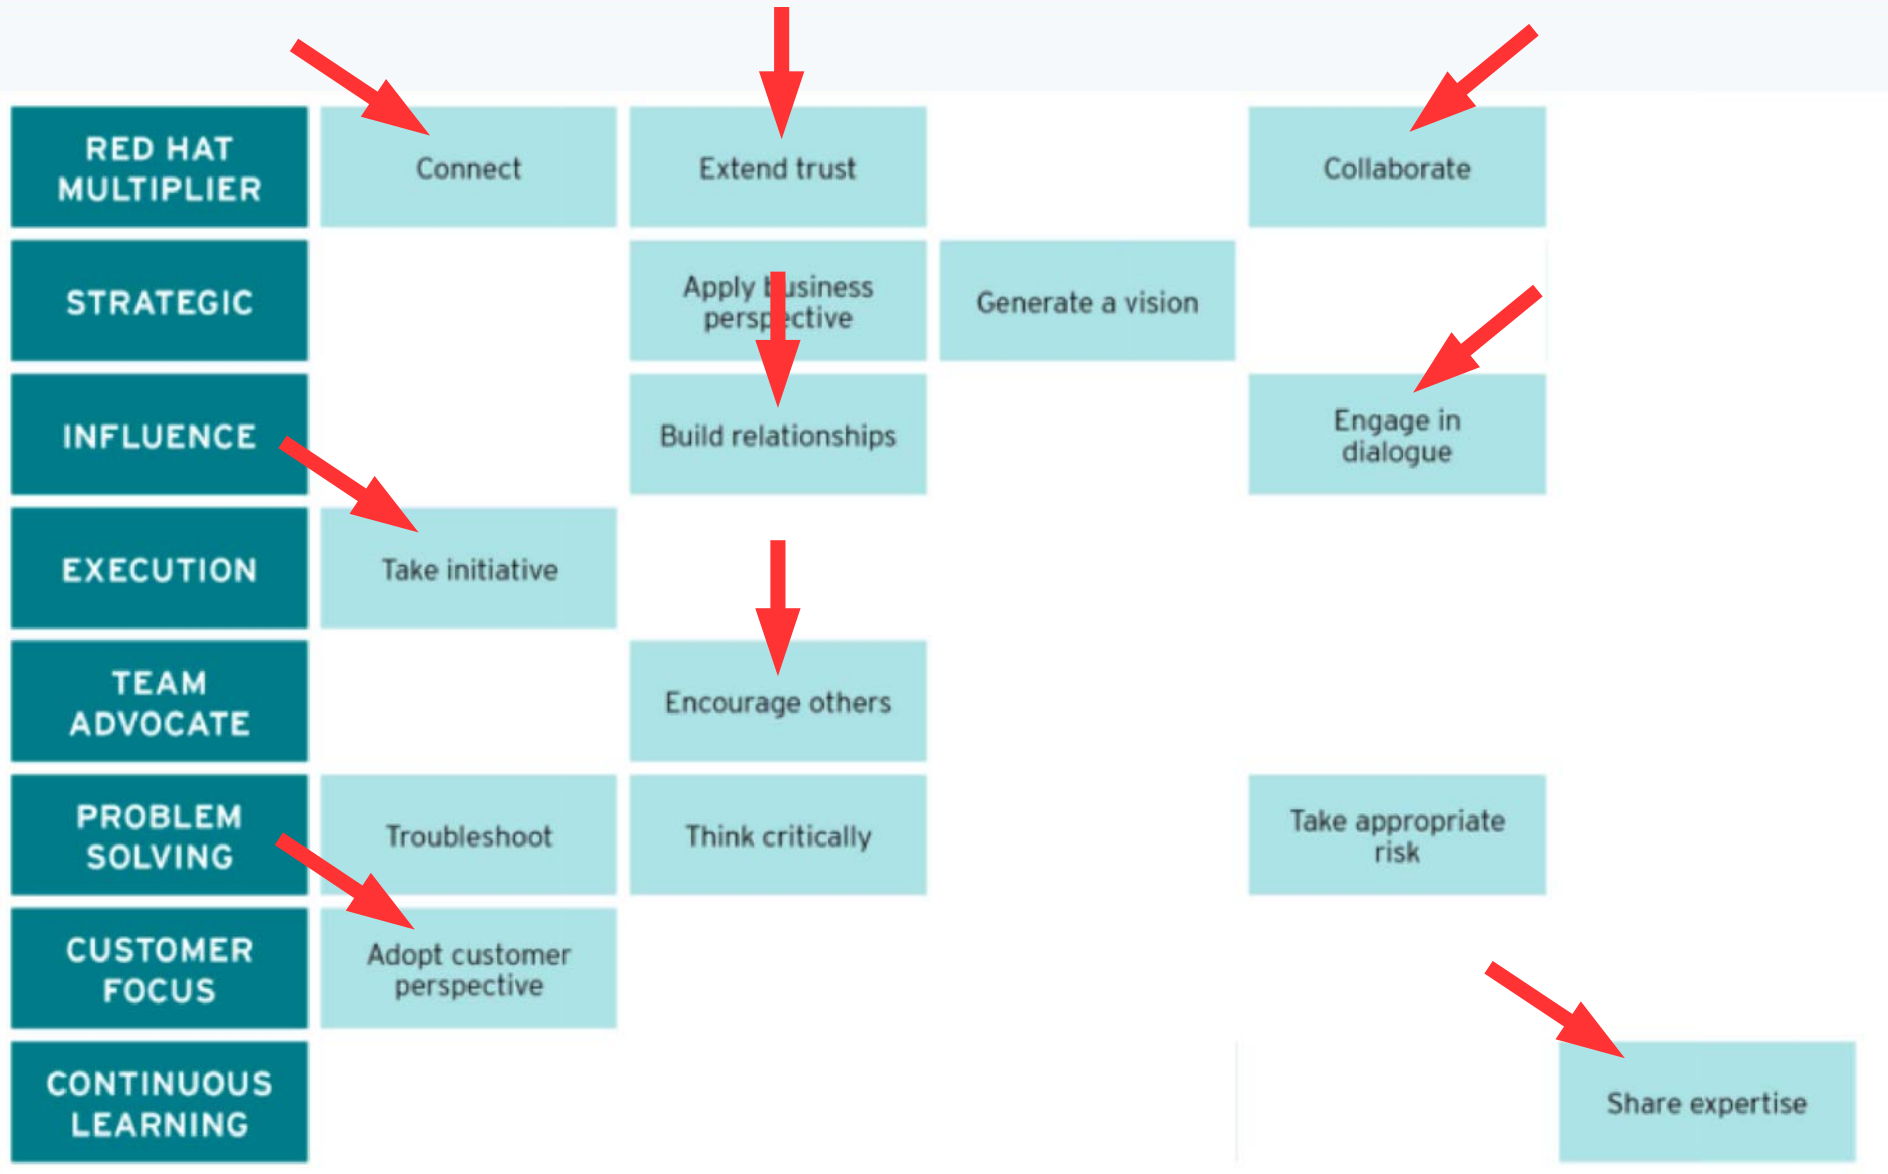 RED HAT
MULTIPLIER
Connect
Extend trust
Collaborate
STRATEGIC
Apply business
perspective
Generate a vision
INFLUENCE
Build relationships
Engage in
dialogue
EXECUTION
Take initiative
TEAM
ADVOCATE
Encourage others
PROBLEM
SOLVING
Troubleshoot
Think critically
Take appropriate
risk
CUSTOMER
FOCUS
Adopt customer
perspective
CONTINUOUS
LEARNING
Share expertise